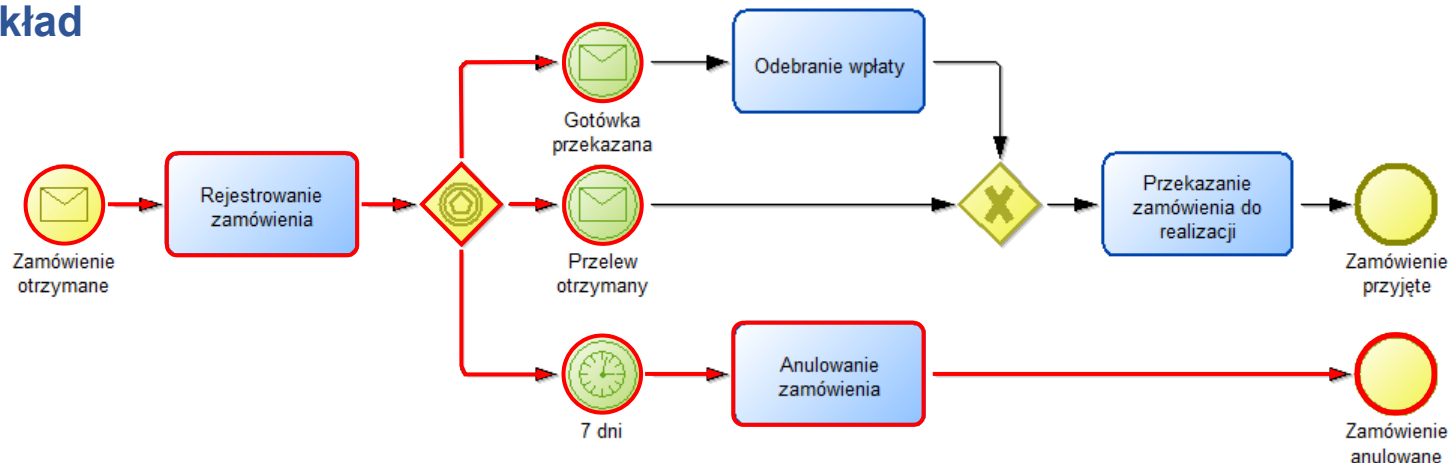 kład
Odebranie wpłaty
Gotówka
przekazana
Rejestrowanie
zamówienia
Przekazanie
zamówienia do
realizacji
Zamówienie
otrzymane
Przelew
otrzymany
Zamówienie
przyjęte
Anulowanie
zamówienia
7 dni
Zamówienie
anulowane